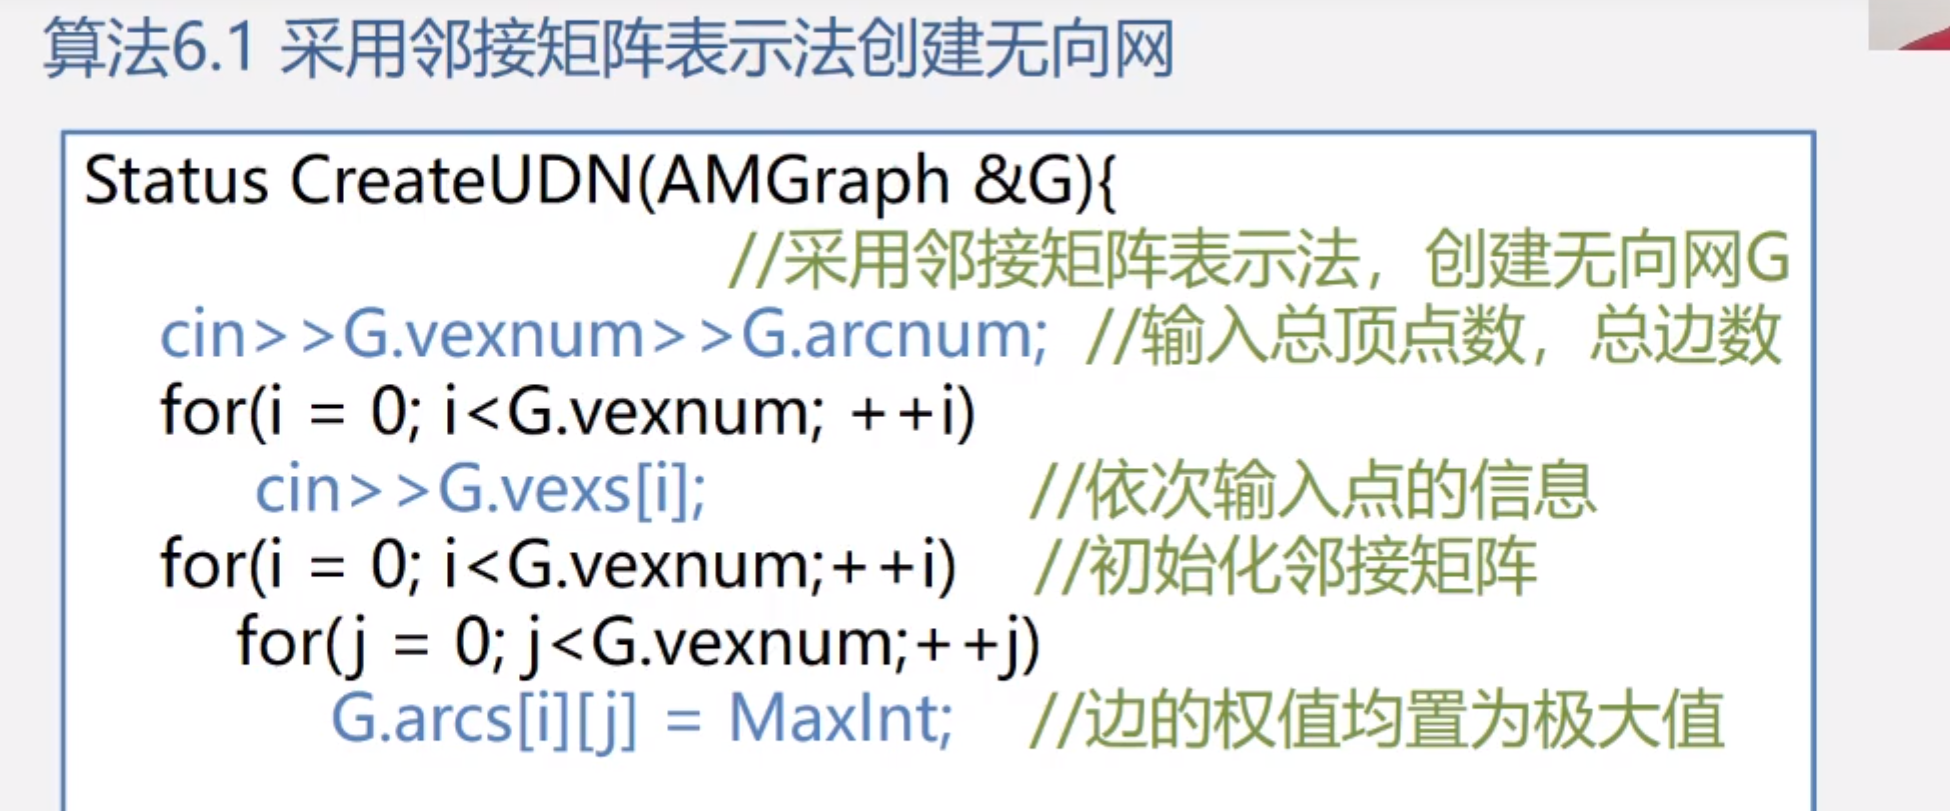 算法6.1 采用邻接矩阵表示法创建无向网
Status CreateUDN(AMGraph &G){
//采用邻接矩阵表示法，创建无向网G
cin>>G.vexnum>>G.arcnum; //输入总顶点数，总边数
for(i = 0; i<G.vexnum; ++i)
cin>>G.vexs[i]; //依次输入点的信息
for(i = 0; i<G.vexnum;++i) //初始化邻接矩阵
for(j = 0; j<G.vexnum;++j)
G.arcs[i][j] = MaxInt; //边的权值均置为极大值